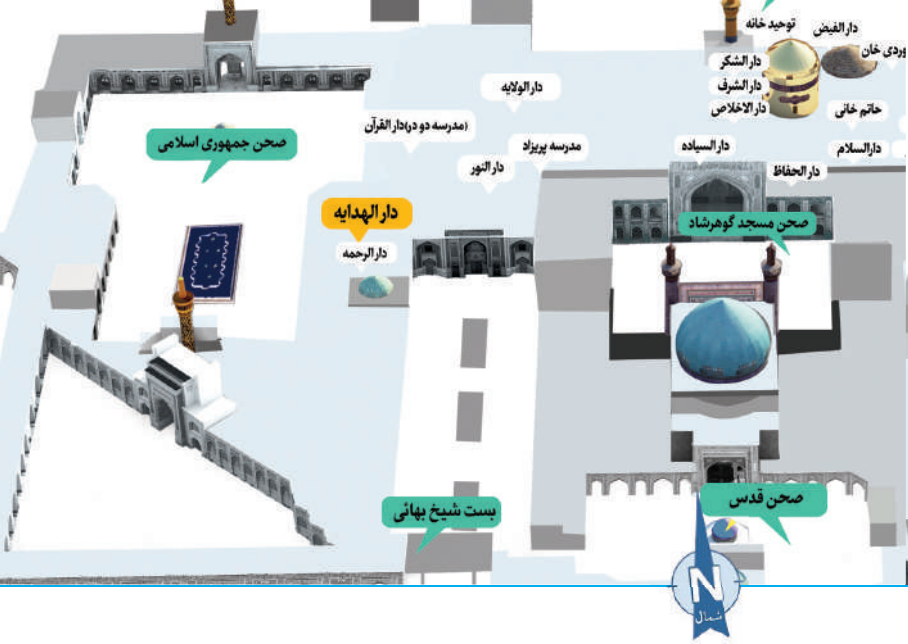 توحید خانه
دارالفیض
وردی خان
دارالشکر
دارالشرف
دارالاخلاص
حاتم خانی
دارالولایه
(مدرسه دو در)دارالقرآن
صحن جمهوری اسلامی
مدرسه پریزاد
دارالسیاده
دارالسلام
دارالنور
دارالحفاظ
دارالهدایه
صحن مسجد گوهرشاد
دارالرحمه
بست شیخ بهائی
صحن قدس
N
شمال